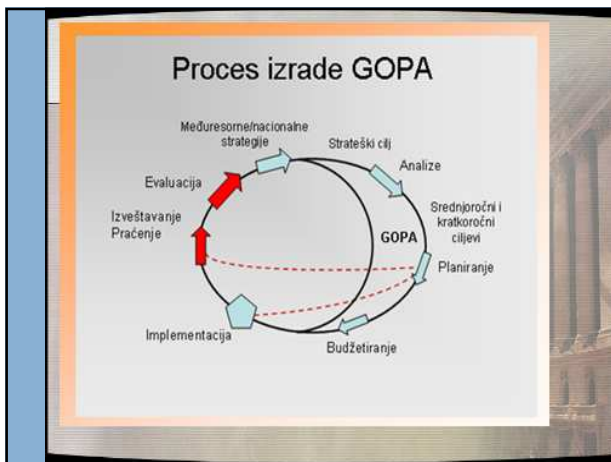 Proces izrade GOPA
Međuresorne/nacionalne
strategije
Strateški cilj
Analize
Evaluacija
Srednjoročni i
kratkoročni
ciljevi
Izveštavanje
Praćenje
GOPA
Planiranje
Implementacija
Budžetiranje